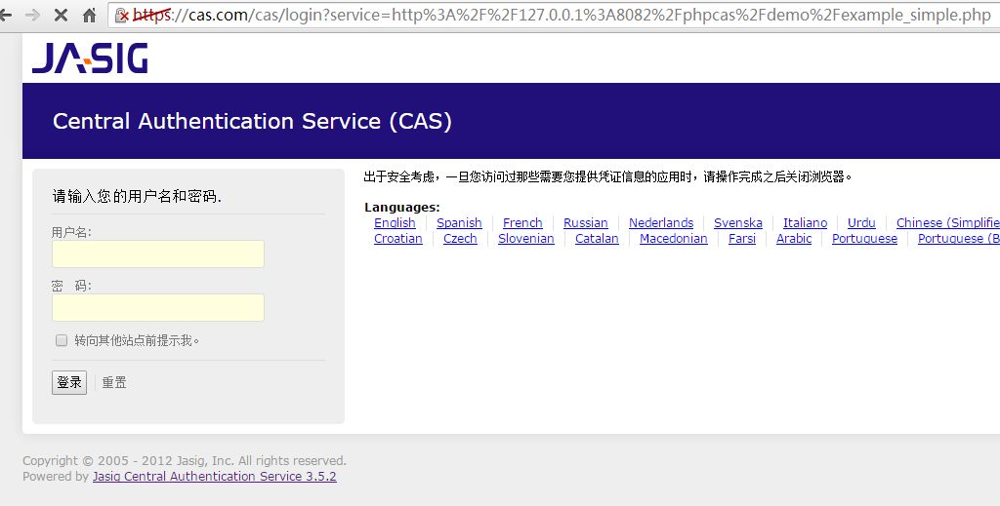 https://cas.com/cas/login?service=http%3A%2F%2F127.0.0.1%3A8082%2Fphpcas%2Fdemo%2Fexample_simple.php
JA-SIG
Central Authentication Service (CAS)
请输入您的用户名和密码.
用户名:
密 码:
转向其他站点前提示我。
登录 重置
出于安全考虑，一旦您访问过那些需要您提供凭证信息的应用时，请操作完成之后关闭浏览器。
Languages:
English Spanish French Russian Nederlands Svenska Italiano Urdu Chinese (Simplifie
Croatian Czech Slovenian Catalan Macedonian Farsi Arabic Portuguese Portuguese (B
Copyright © 2005 - 2012 Jasig, Inc. All rights reserved.
Powered by Jasig Central Authentication Service 3.5.2